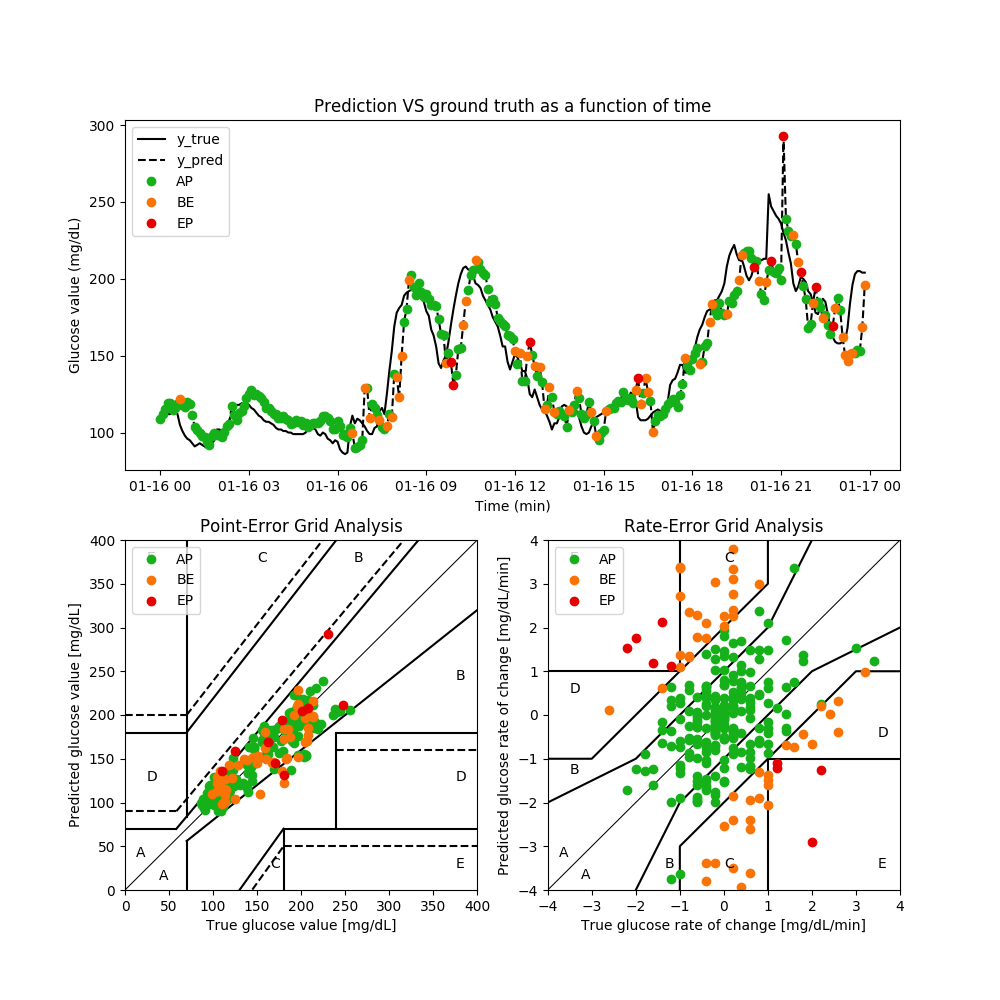 Prediction VS ground truth as a function of time
Glucose value (mg/dL)
300
250
200
150
100
y_true
y_pred
AP
BE
EP
01-16 00 01-16 03 01-16 06 01-16 09 01-16 12 01-16 15 01-16 18 01-16 21 01-17 00
Time (min)
Point-Error Grid Analysis
Predicted glucose value [mg/dL]
400
350
300
250
200
150
100
50
0
AP
BE
EP
C
B
B
D
D
A
A
C
E
0 50 100 150 200 250 300 350 400
True glucose value [mg/dL]
Rate-Error Grid Analysis
Predicted glucose rate of change [mg/dL/min]
4
3
2
1
0
−1
−2
−3
−4
AP
BE
EP
C
D
D
B
A
A
B
C
E
−4 −3 −2 −1 0 1 2 3 4
True glucose rate of change [mg/dL/min]